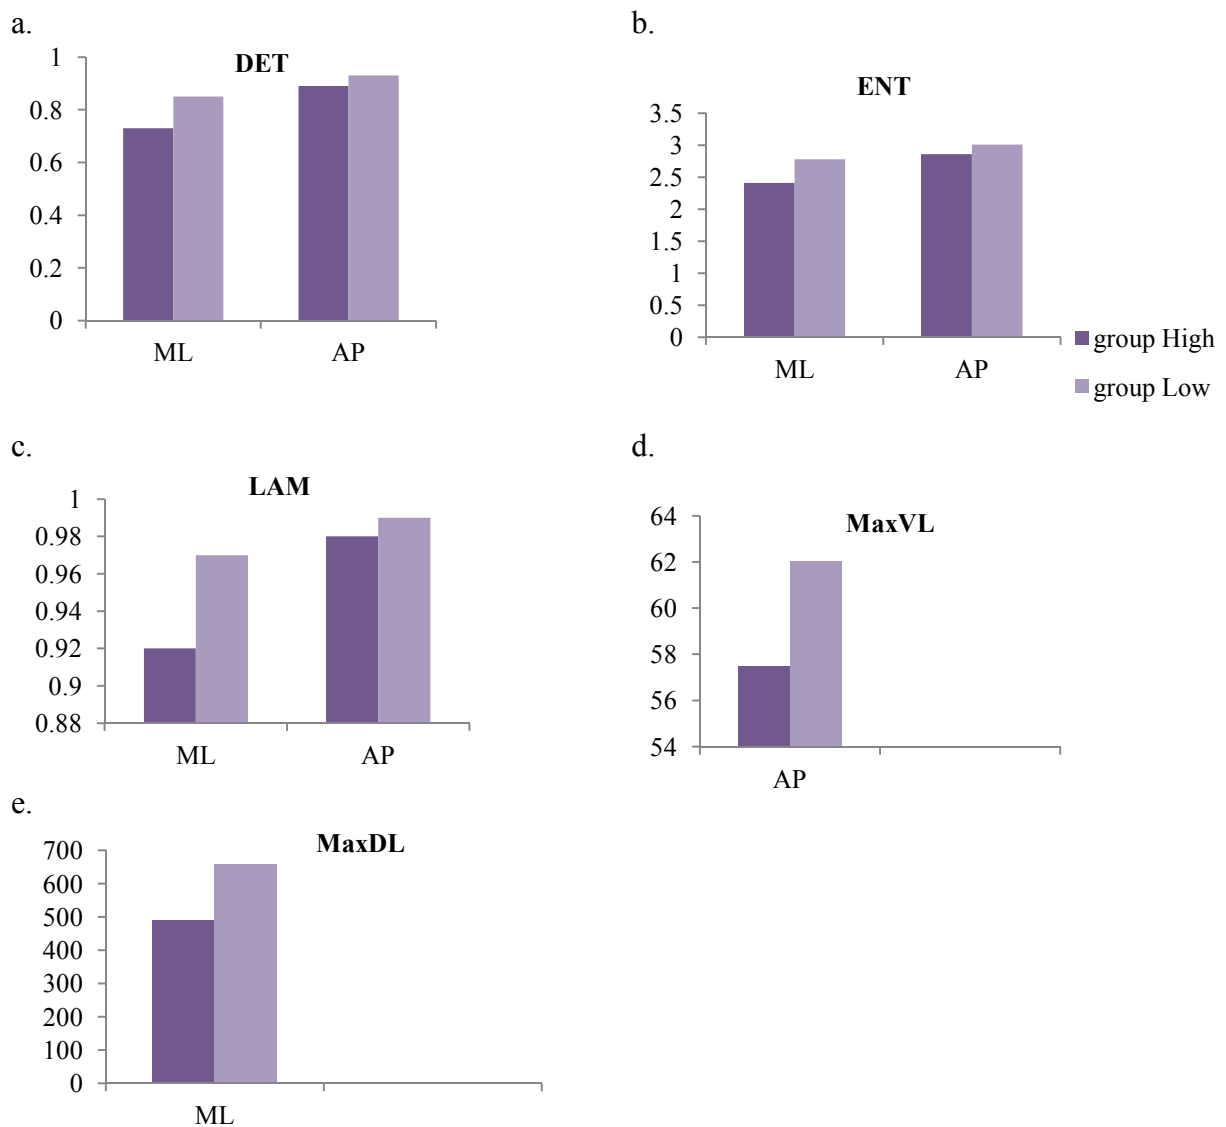 a.
DET
1
0.8
0.6
0.4
0.2
0
ML AP
b.
ENT
3.5
3
2.5
2
1.5
1
0.5
0
ML AP
group High
group Low
c.
LAM
1
0.98
0.96
0.94
0.92
0.9
0.88
ML AP
d.
MaxVL
64
62
60
58
56
54
AP
e.
MaxDL
700
600
500
400
300
200
100
0
ML